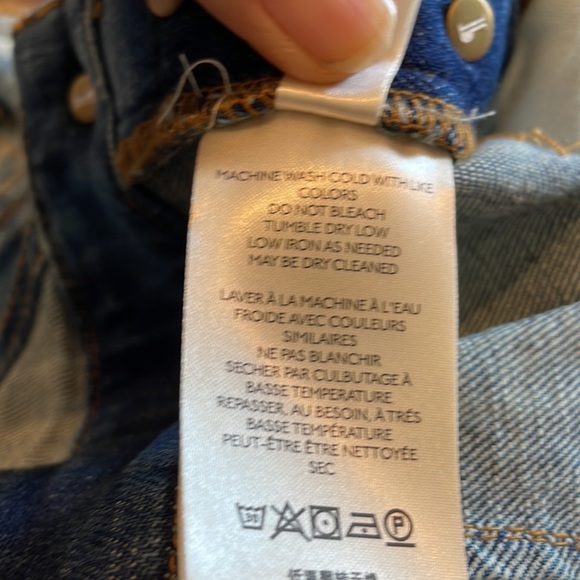 MACHINE WASH COLD WITH LIKE
COLORS
DO NOT BLEACH
TUMBLE DRY LOW
LOW IRON AS NEEDED
MAY BE DRY CLEANED
LAVER À LA MACHINE À L'EAU
FROIDE AVEC COULEURS
SIMILAIRES
NE PAS BLANCHIR
SECHER PAR CULBUTAGE À
BASSE TEMPERATURE
REPASSER, AU BESOIN, À TRÉS
BASSE TEMPÉRATURE
PEUT-ÊTRE ÊTRE NETTOYÉE
SEC
P